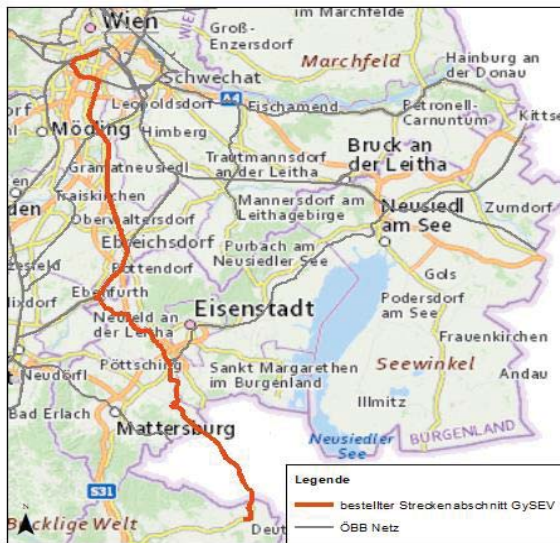 Wien
im Marchfelde
Groß-
Enzersdorf
WIEN
Marchfeld
Hainburg an
der Donau
Schwechat
A4
Leopoldsdorf
Fischamend
Petronell-
Carnuntum
Kittse
Mödling
Himberg
Bruck an
der Leitha
Trautmannsdorf
an der Leitha
Gramatneusiedl
Traiskirchen
den
Mannersdorf am
Leithagebirge
Neusiedl
am See
Zurndorf
Oberwaltersdorf
Ebreichsdorf
Purbach am
Neusiedler See
Pottendorf
Gols
Ebenfurth
Podersdorf
am See
Neufeld an
der Leitha
Eisenstadt
Frauenkirchen
Pöttsching
Sankt Margarethen
im Burgenland
Seewinkel
Andau
Neudörfl
Illmitz
Bad Erlach
Mattersburg
Neusiedler
See
BURGENLAND
S31
Bucklige Welt
N
Deut
Legende
bestellter Streckenabschnitt GySEV
ÖBB Netz